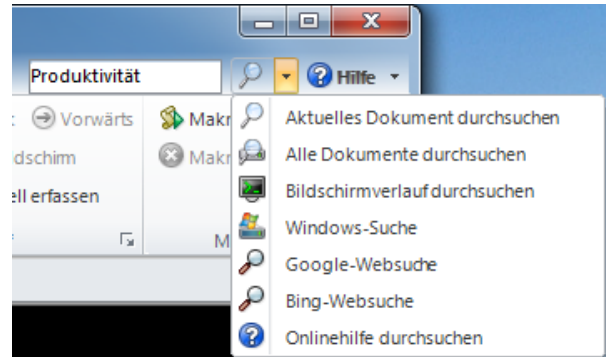 Produktivität
Hilfe
Vorwärts
Makr
Aktuelles Dokument durchsuchen
dschirm
Makr
Alle Dokumente durchsuchen
Bildschirmverlauf durchsuchen
ell erfassen
Windows-Suche
M
Google-Websuche
Bing-Websuche
Onlinehilfe durchsuchen